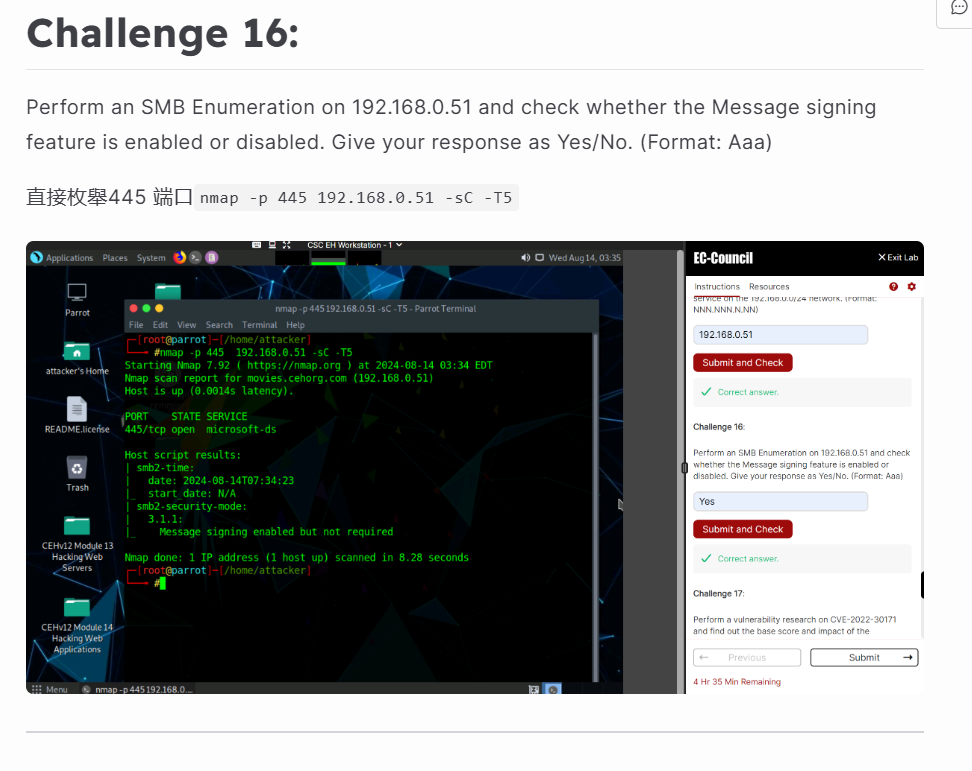 Challenge 16:
Perform an SMB Enumeration on 192.168.0.51 and check whether the Message signing
feature is enabled or disabled. Give your response as Yes/No. (Format: Aaa)
直接枚舉445 端口 nmap -p 445 192.168.0.51 -sC -T5
CSC EH Workstation - 1
Applications Places System
Wed Aug 14, 03:35
Parrot
attacker's Home
README.license
Trash
CEHv12 Module 13
Hacking Web
Servers
CEHv12 Module 14
Hacking Web
Applications
nmap -p 445 192.168.0.51 -sC -T5 - Parrot Terminal
File Edit View Search Terminal Help
[root@parrot]-[/home/attacker]
#nmap -p 445  192.168.0.51 -sC -T5
Starting Nmap 7.92 ( https://nmap.org ) at 2024-08-14 03:34 EDT
Nmap scan report for movies.cehorg.com (192.168.0.51)
Host is up (0.0014s latency).
PORT    STATE SERVICE
445/tcp open  microsoft-ds
Host script results:
| smb2-time:
|   date: 2024-08-14T07:34:23
|_  start_date: N/A
| smb2-security-mode:
|   3.1.1:
|_    Message signing enabled but not required
Nmap done: 1 IP address (1 host up) scanned in 8.28 seconds
[root@parrot]-[/home/attacker]
#
Menu
nmap -p 445 192.168.0...
EC-Council
Exit Lab
Instructions Resources
service on the 192.168.0.0/24 network. (Format:
NNN.NNN.N.NN)
192.168.0.51
Submit and Check
Correct answer.
Challenge 16:
Perform an SMB Enumeration on 192.168.0.51 and check
whether the Message signing feature is enabled or
disabled. Give your response as Yes/No. (Format: Aaa)
Yes
Submit and Check
Correct answer.
Challenge 17:
Perform a vulnerability research on CVE-2022-30171
and find out the base score and impact of the
← Previous
Submit →
4 Hr 35 Min Remaining